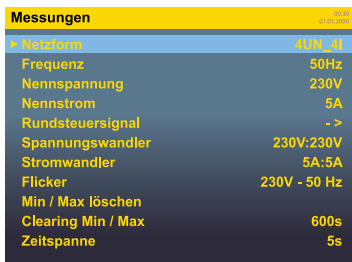 Messungen
00:30
01.01.2000
Netzform 4UN_4I
Frequenz 50Hz
Nennspannung 230V
Nennstrom 5A
Rundsteuersignal - >
Spannungswandler 230V:230V
Stromwandler 5A:5A
Flicker 230V - 50 Hz
Min / Max löschen
Clearing Min / Max 600s
Zeitspanne 5s